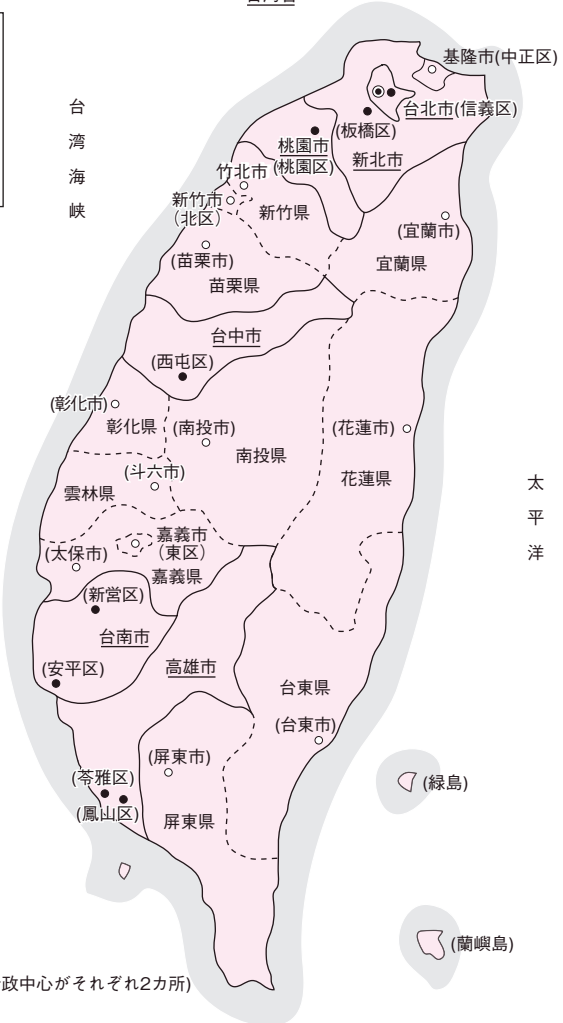 台湾海峡
基隆市(中正区)
台北市(信義区)
(板橋区)
桃園市
(桃園区)
新北市
竹北市
新竹市
(北区)
新竹県
(宜蘭市)
宜蘭県
(苗栗市)
苗栗県
台中市
(西屯区)
(彰化市)
彰化県
(南投市)
南投県
(花蓮市)
花蓮県
(斗六市)
雲林県
太平洋
嘉義市
(東区)
(太保市)
嘉義県
(新営区)
台南市
(安平区)
高雄市
台東県
(台東市)
(屏東市)
屏東県
(苓雅区)
(鳳山区)
(緑島)
(蘭嶼島)
政中心がそれぞれ2カ所)